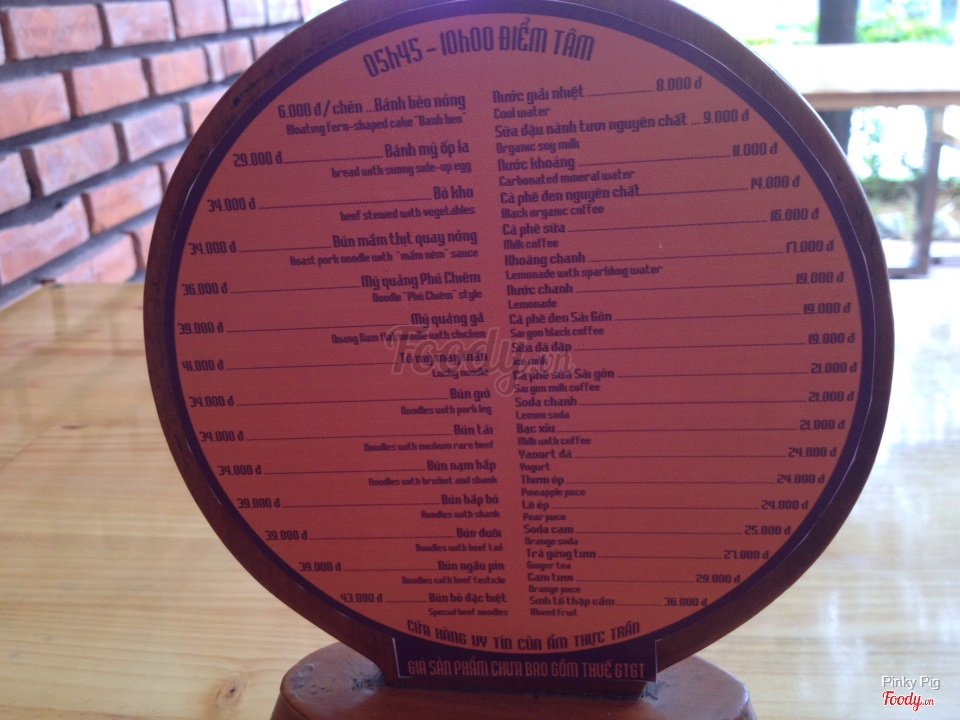 05h45 - 10h00 ĐIỂM TÂM
6.000 đ/chén ...Bánh bèo nóng
Bloating fern-shaped cake "Banh beo"
29.000 đ Bánh mỳ ốp la
bread with sunny side-up egg
34.000 đ Bò kho
beef stewed with vegetables
34.000 đ Bún mắm thịt quay nóng
Roast pork noodle with "mắm nêm" sauce
36.000 đ Mỳ quảng Phú Chiêm
Noodle "Phú Chiêm" style
39.000 đ Mỳ quảng gà
Quang Nam with chicken
41.000 đ
Lucky noodle
34.000 đ Bún giò
Noodles with pork leg
34.000 đ Bún tái
Noodles with medium rare beef
34.000 đ Bún nạm bắp
Noodles with brisket and shank
39.000 đ Bún bắp bò
Noodles with shank
39.000 đ Bún đuôi
Noodles with beef tail
39.000 đ Bún ngầu pín
Noodles with beef testicle
43.000 đ Bún bò đặc biệt
Special beef noodles
Nước giải nhiệt 8.000 đ
Cool water
Sữa đậu nành tươi nguyên chất ... 9.000 đ
Organic soy milk
Nước khoáng 11.000 đ
Carbonated mineral water
Cà phê đen nguyên chất 14.000 đ
Black organic coffee
Cà phê sữa 16.000 đ
Milk coffee
Khoáng chanh 17.000 đ
Lemonade with sparkling water
Nước chanh 19.000 đ
Lemonade
Cà phê đen Sài Gòn 19.000 đ
Sai gon black coffee
Sữa đá đập 19.000 đ
Ice milk
Cà phê sữa Sài gòn 21.000 đ
Sai gon milk coffee
Soda chanh 21.000 đ
Lemon soda
Bạc xỉu 21.000 đ
Milk with coffee
Yaourt đá 24.000 đ
Yogurt
Thơm ép 24.000 đ
Pineapple juice
Lê ép 24.000 đ
Pear juice
Soda cam 25.000 đ
Orange soda
Trà gừng tươi 27.000 đ
Ginger tea
Cam tươi 29.000 đ
Orange juice
Sinh tố thập cẩm 36.000 đ
Mixed fruit
CỬA HÀNG UY TÍN CỦA ẨM THỰC TRẦN
GIÁ SẢN PHẨM CHƯA BAO GỒM THUẾ GTGT
Foody.vn
Pinky Pig
Foody.vn